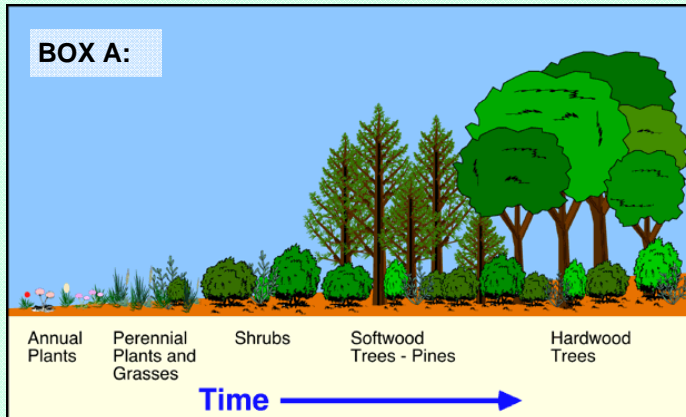 BOX A:
Annual
Plants
Perennial
Plants and
Grasses
Shrubs
Softwood
Trees - Pines
Hardwood
Trees
Time